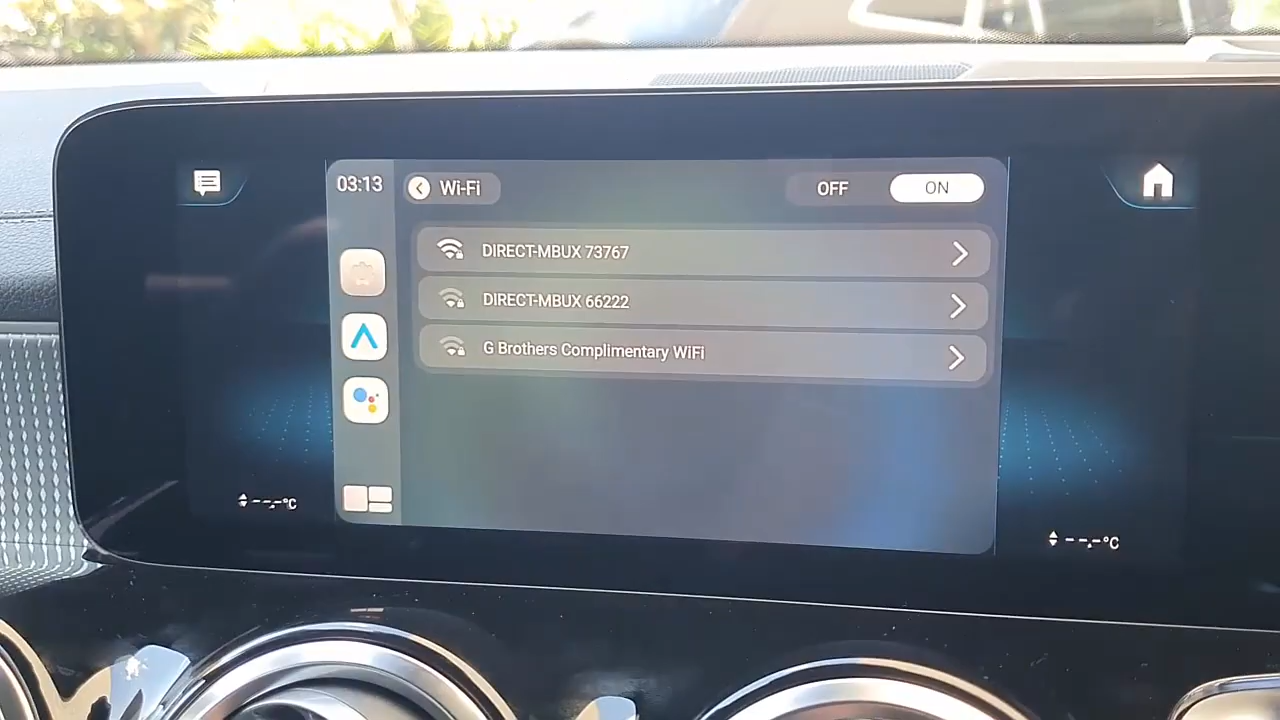 03:13
Wi-Fi
OFF
ON
DIRECT-MBUX 73767
DIRECT-MBUX 66222
G Brothers Complimentary WiFi
--.-°C
--.-°C